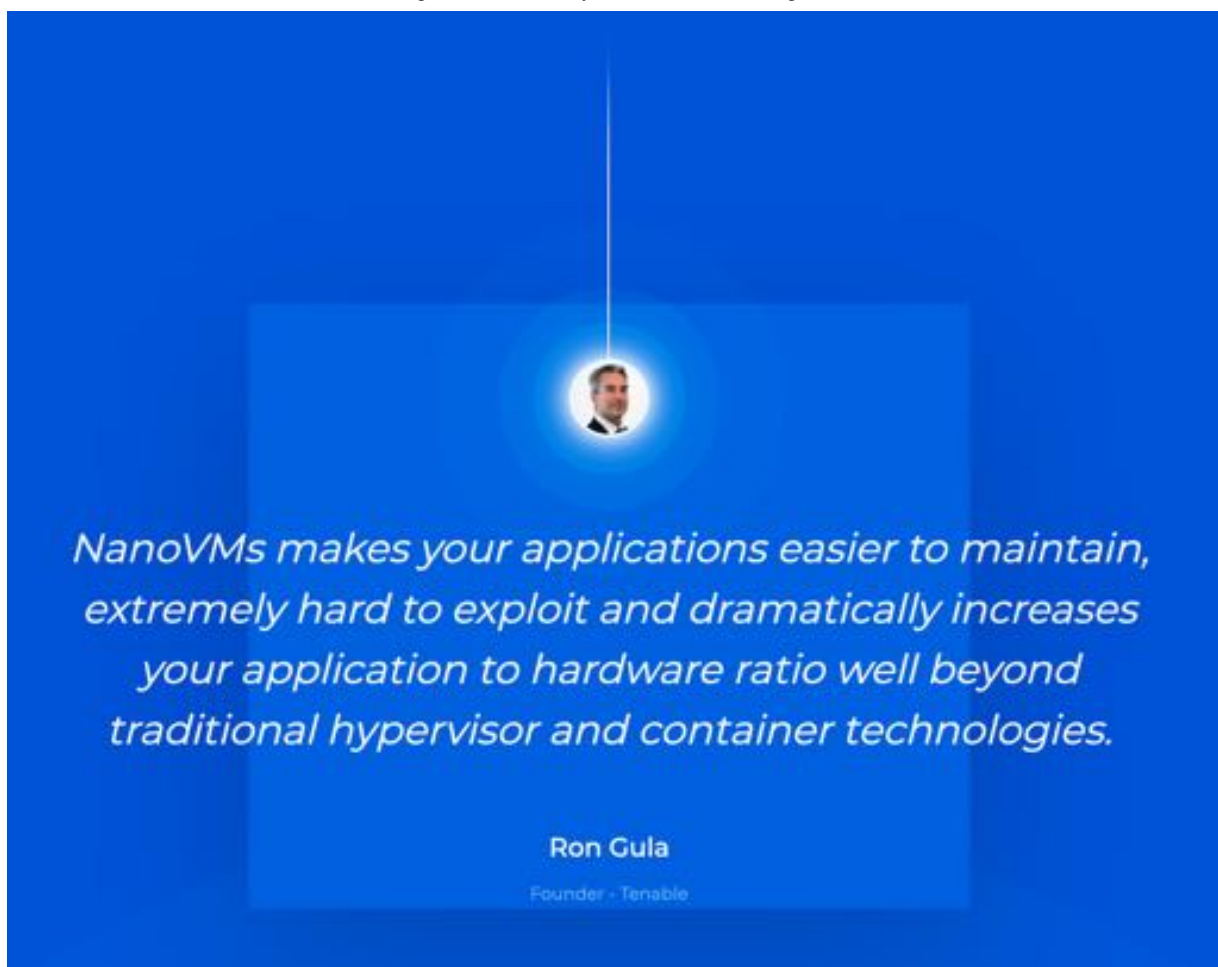 NanoVMs makes your applications easier to maintain,
extremely hard to exploit and dramatically increases
your application to hardware ratio well beyond
traditional hypervisor and container technologies.
Ron Gula
Founder - Tenable